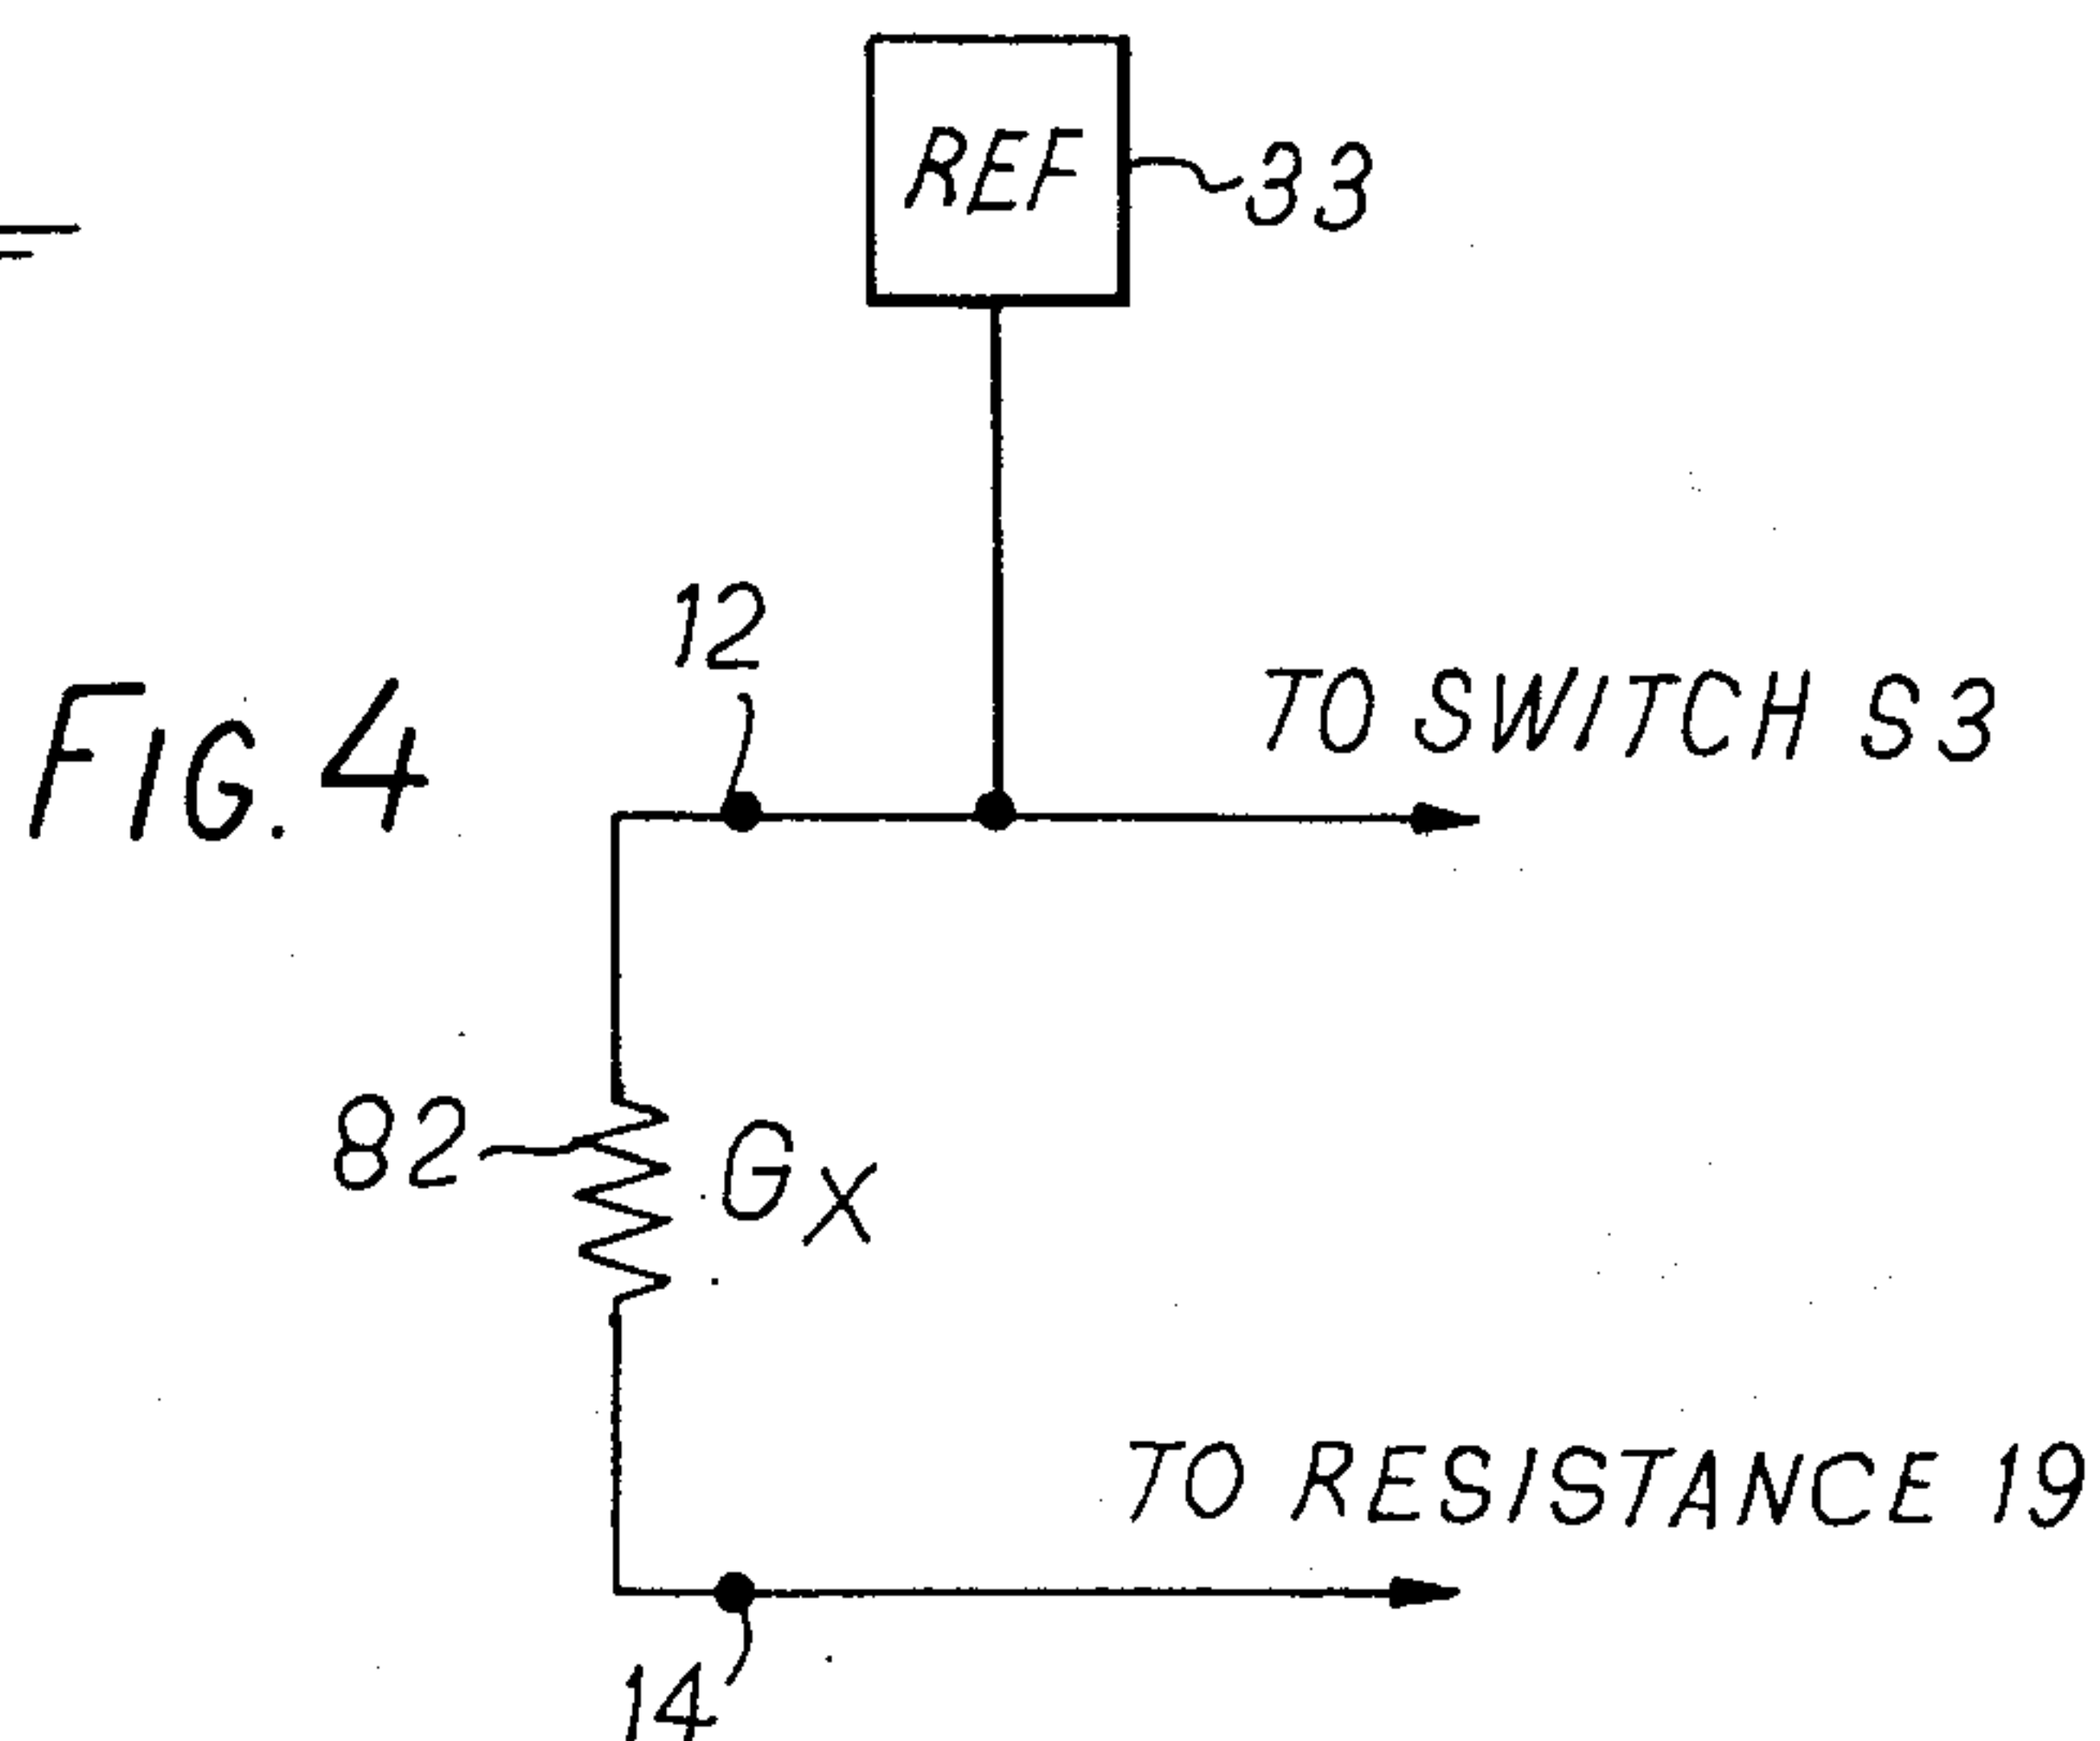 REF
33
12
TO SWITCH S3
FIG. 4
82
GX
TO RESISTANCE 19
14